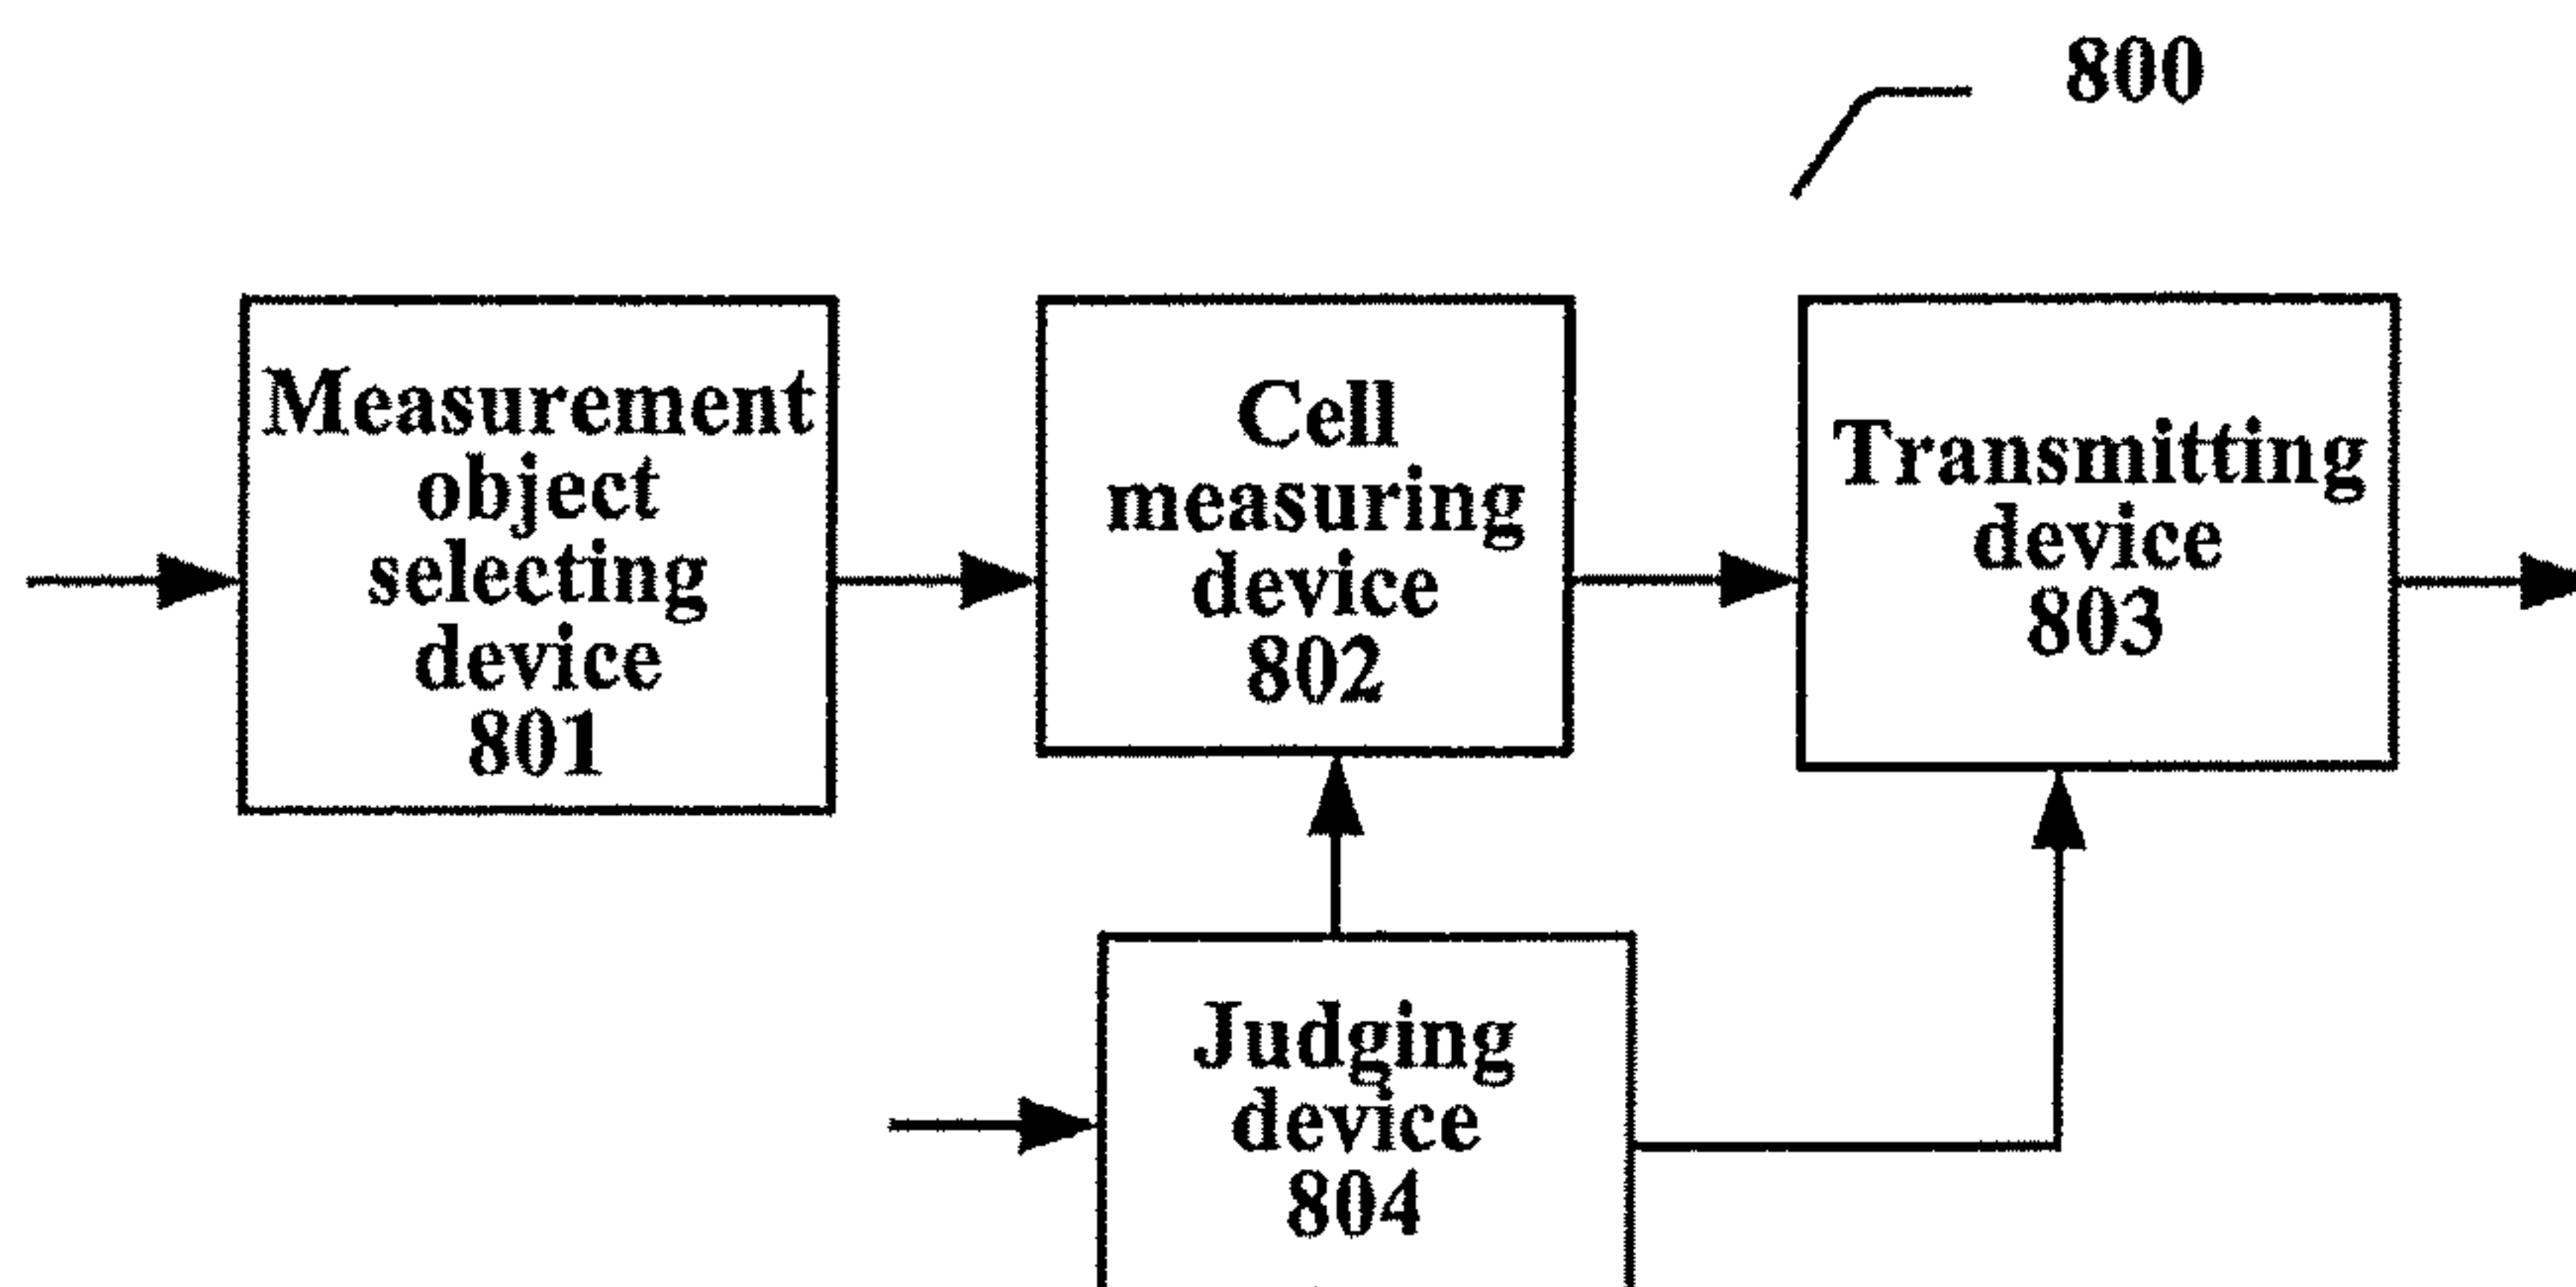 800
Measurement
object
selecting
device
801
Cell
measuring
device
802
Transmitting
device
803
Judging
device
804